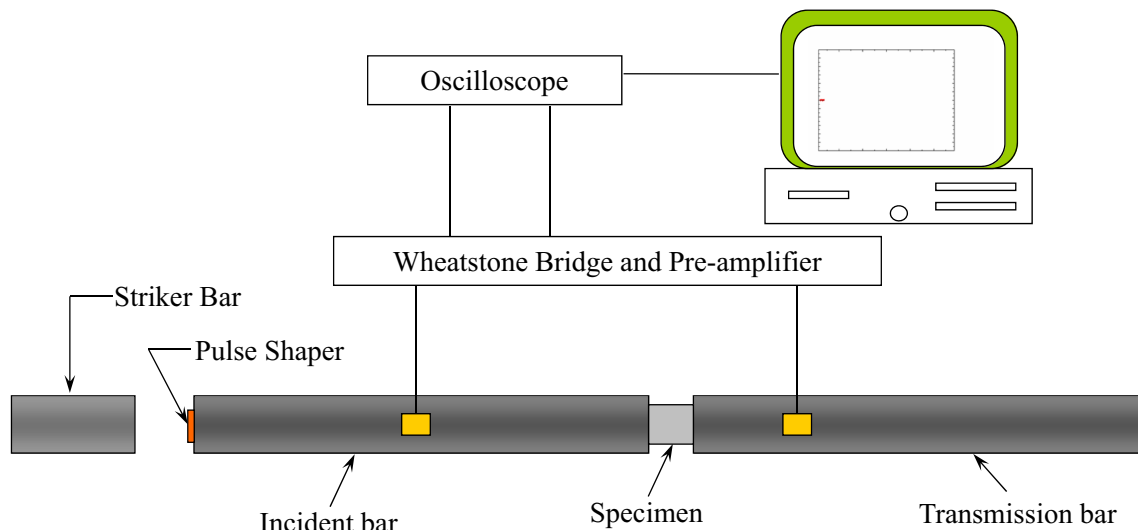 Oscilloscope
Wheatstone Bridge and Pre-amplifier
Striker Bar
Pulse Shaper
Incident bar
Specimen
Transmission bar